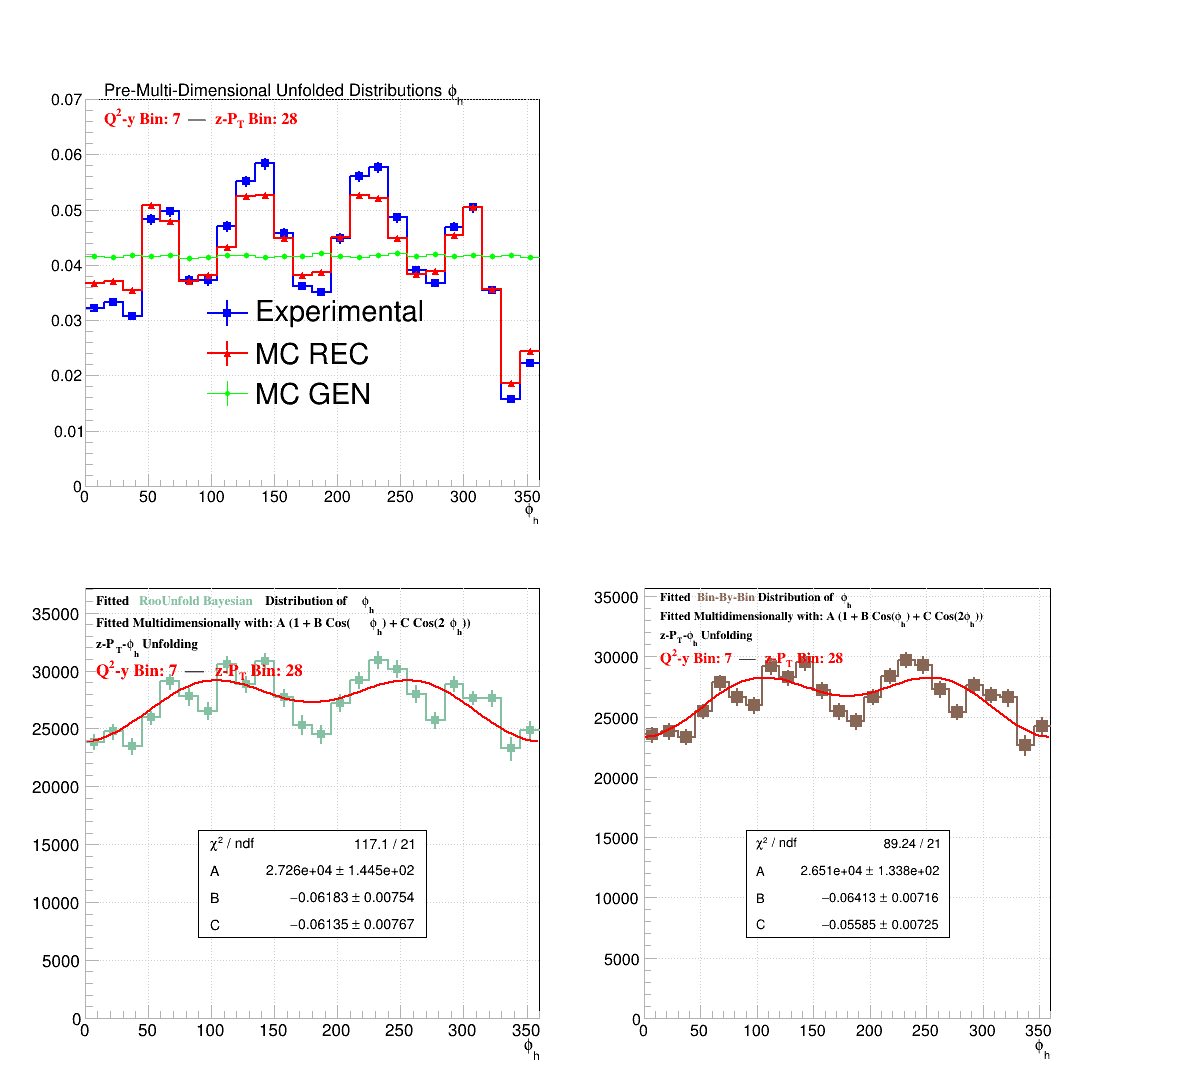 Pre-Multi-Dimensional Unfolded Distributions ϕh
Q²-y Bin: 7 — z-PT Bin: 28
0.07
0.06
0.05
0.04
0.03
0.02
0.01
0
Experimental
MC REC
MC GEN
0 50 100 150 200 250 300 350
ϕh
Fitted RooUnfold Bayesian Distribution of ϕh
Fitted Multidimensionally with: A (1 + B Cos( ϕh) + C Cos(2 ϕh))
z-PT-ϕh Unfolding
Q²-y Bin: 7 — z-PT Bin: 28
35000
30000
25000
20000
15000
10000
5000
0
χ² / ndf 117.1 / 21
A 2.726e+04 ± 1.445e+02
B −0.06183 ± 0.00754
C −0.06135 ± 0.00767
0 50 100 150 200 250 300 350
ϕh
Fitted Bin-By-Bin Distribution of ϕh
Fitted Multidimensionally with: A (1 + B Cos(ϕh) + C Cos(2ϕh))
z-PT-ϕh Unfolding
Q²-y Bin: 7 — z-PT Bin: 28
35000
30000
25000
20000
15000
10000
5000
0
χ² / ndf 89.24 / 21
A 2.651e+04 ± 1.338e+02
B −0.06413 ± 0.00716
C −0.05585 ± 0.00725
0 50 100 150 200 250 300 350
ϕh